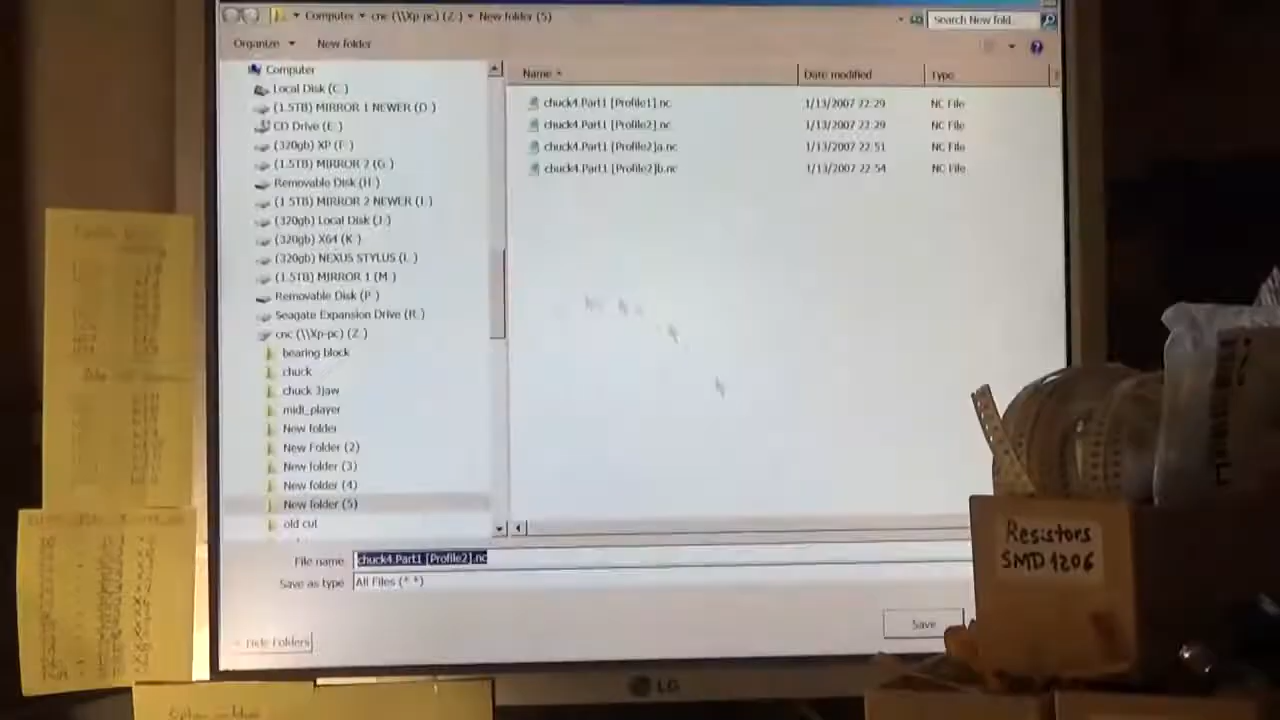 Computer ▸ cnc (\\Xp-pc) (Z:) ▸ New folder (5)
Search New fold...
Organize
New folder
Computer
Local Disk (C:)
(1.5TB) MIRROR 1 NEWER (D:)
CD Drive (E:)
(320gb) XP (F:)
(1.5TB) MIRROR 2 (G:)
Removable Disk (H:)
(1.5TB) MIRROR 2 NEWER (I:)
(320gb) Local Disk (J:)
(320gb) X64 (K:)
(320gb) NEXUS STYLUS (L:)
(1.5TB) MIRROR 1 (M:)
Removable Disk (P:)
Seagate Expansion Drive (R:)
cnc (\\Xp-pc) (Z:)
bearing block
chuck
chuck 3jaw
midi_player
New folder
New Folder (2)
New folder (3)
New folder (4)
New folder (5)
old cut
Name Date modified Type
chuck4.Part1 [Profile1].nc 1/13/2007 22:29 NC File
chuck4.Part1 [Profile2].nc 1/13/2007 22:29 NC File
chuck4.Part1 [Profile2]a.nc 1/13/2007 22:51 NC File
chuck4.Part1 [Profile2]b.nc 1/13/2007 22:54 NC File
File name: chuck4.Part1 [Profile2].nc
Save as type: All Files (*.*)
Save
Hide Folders
LG
Resistors
SMD 1206